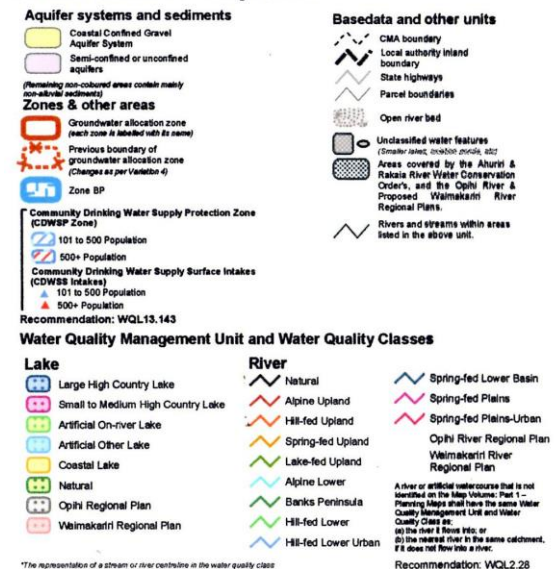 Aquifer systems and sediments
Coastal Confined Gravel
Aquifer System
Semi-confined or unconfined
aquifers
(Remaining non-coloured areas contain mainly
non-alluvial sediments)
Zones & other areas
Groundwater allocation zone
(each zone is labelled with its name)
Previous boundary of
groundwater allocation zone
(Changes as per Variation 4)
Zone BP
Community Drinking Water Supply Protection Zone
(CDWSP Zone)
101 to 500 Population
500+ Population
Community Drinking Water Supply Surface Intakes
(CDWSS Intakes)
101 to 500 Population
500+ Population
Recommendation: WQL13.143
Basedata and other units
CMA boundary
Local authority inland
boundary
State highways
Parcel boundaries
Open river bed
Unclassified water features
(Smaller lakes, oxidation ponds, etc)
Areas covered by the Ahuriri &
Rakaia River Water Conservation
Order's, and the Opihi River &
Proposed Waimakariri River
Regional Plans.
Rivers and streams within areas
listed in the above unit.
Water Quality Management Unit and Water Quality Classes
Lake
Large High Country Lake
Small to Medium High Country Lake
Artificial On-river Lake
Artificial Other Lake
Coastal Lake
Natural
Opihi Regional Plan
Waimakariri Regional Plan
River
Natural
Alpine Upland
Hill-fed Upland
Spring-fed Upland
Lake-fed Upland
Alpine Lower
Banks Peninsula
Hill-fed Lower
Hill-fed Lower Urban
Spring-fed Lower Basin
Spring-fed Plains
Spring-fed Plains-Urban
Opihi River Regional Plan
Waimakariri River
Regional Plan
A river or artificial watercourse that is not
identified on the Map Volume: Part 1 –
Planning Maps shall have the same Water
Quality Management Unit and Water
Quality Class as;
(a) the river it flows into; or
(b) the nearest river in the same catchment,
if it does not flow into a river.
Recommendation: WQL2.28
*The representation of a stream or river centreline in the water quality class